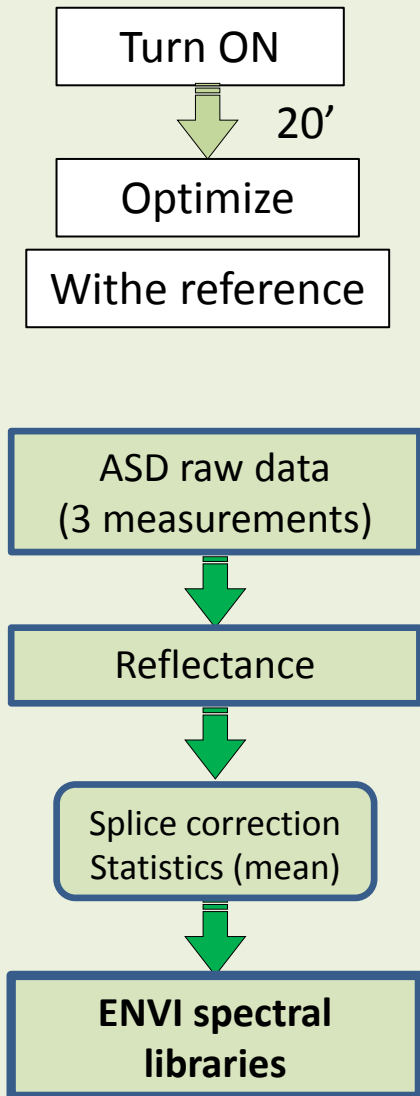 Turn ON
20’
Optimize
Withe reference
ASD raw data
(3 measurements)
Reflectance
Splice correction
Statistics (mean)
ENVI spectral
libraries